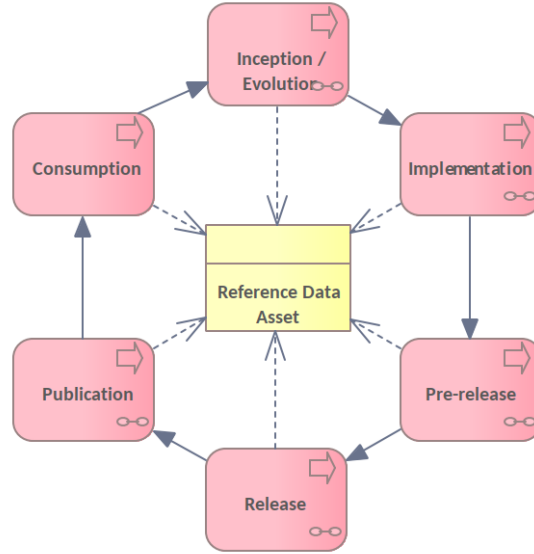 Inception /
Evolution
Consumption
Implementation
Reference Data
Asset
Publication
Pre-release
Release